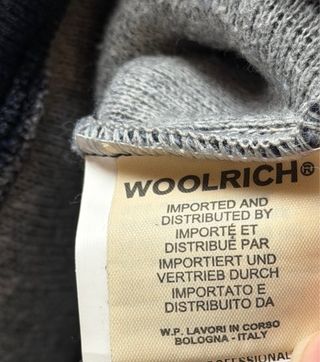 WOOLRICH®
IMPORTED AND
DISTRIBUTED BY
IMPORTÉ ET
DISTRIBUÉ PAR
IMPORTIERT UND
VERTRIEB DURCH
IMPORTATO E
DISTRIBUITO DA
W.P. LAVORI IN CORSO
BOLOGNA - ITALY